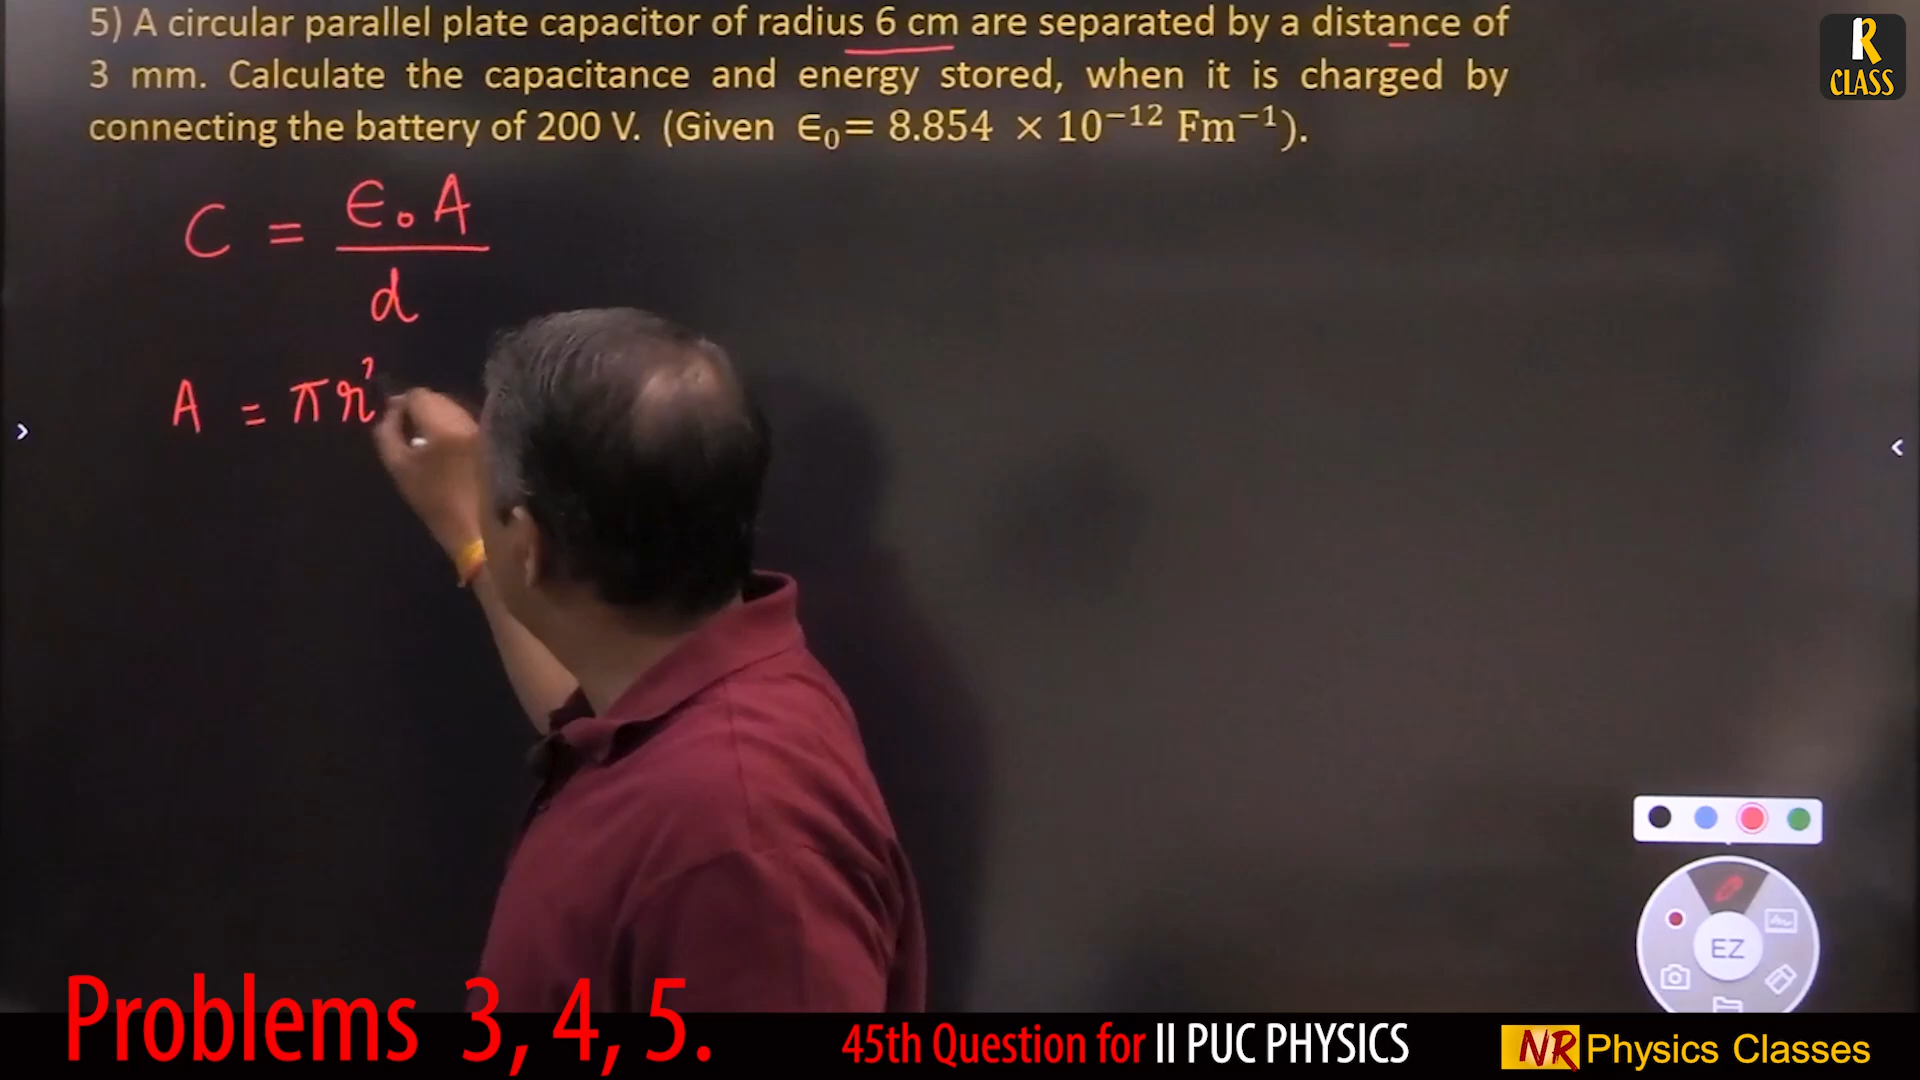 5) A circular parallel plate capacitor of radius 6 cm are separated by a distance of
3 mm. Calculate the capacitance and energy stored, when it is charged by
connecting the battery of 200 V. (Given ∈₀= 8.854 × 10⁻¹² Fm⁻¹).
R
CLASS
C = ∈₀A / d
A = πr²
EZ
Problems 3, 4, 5.
45th Question for II PUC PHYSICS
NR Physics Classes